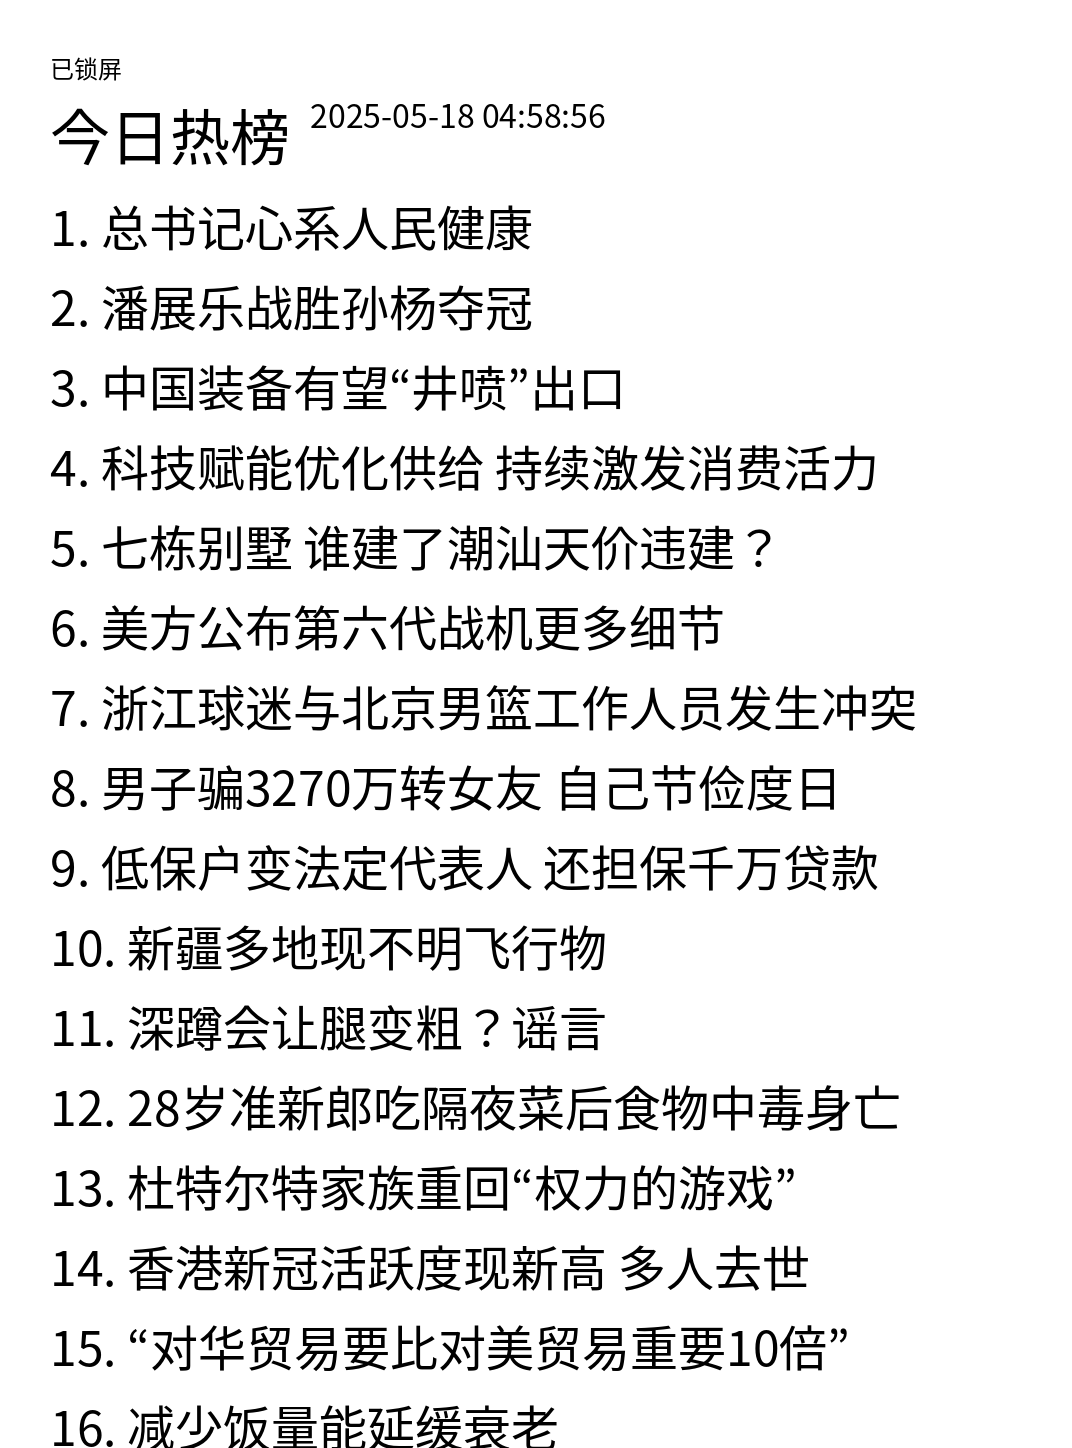 已锁屏
今日热榜 2025-05-18 04:58:56
1. 总书记心系人民健康
2. 潘展乐战胜孙杨夺冠
3. 中国装备有望“井喷”出口
4. 科技赋能优化供给 持续激发消费活力
5. 七栋别墅 谁建了潮汕天价违建？
6. 美方公布第六代战机更多细节
7. 浙江球迷与北京男篮工作人员发生冲突
8. 男子骗3270万转女友 自己节俭度日
9. 低保户变法定代表人 还担保千万贷款
10. 新疆多地现不明飞行物
11. 深蹲会让腿变粗？谣言
12. 28岁准新郎吃隔夜菜后食物中毒身亡
13. 杜特尔特家族重回“权力的游戏”
14. 香港新冠活跃度现新高 多人去世
15. “对华贸易要比对美贸易重要10倍”
16. 减少饭量能延缓衰老